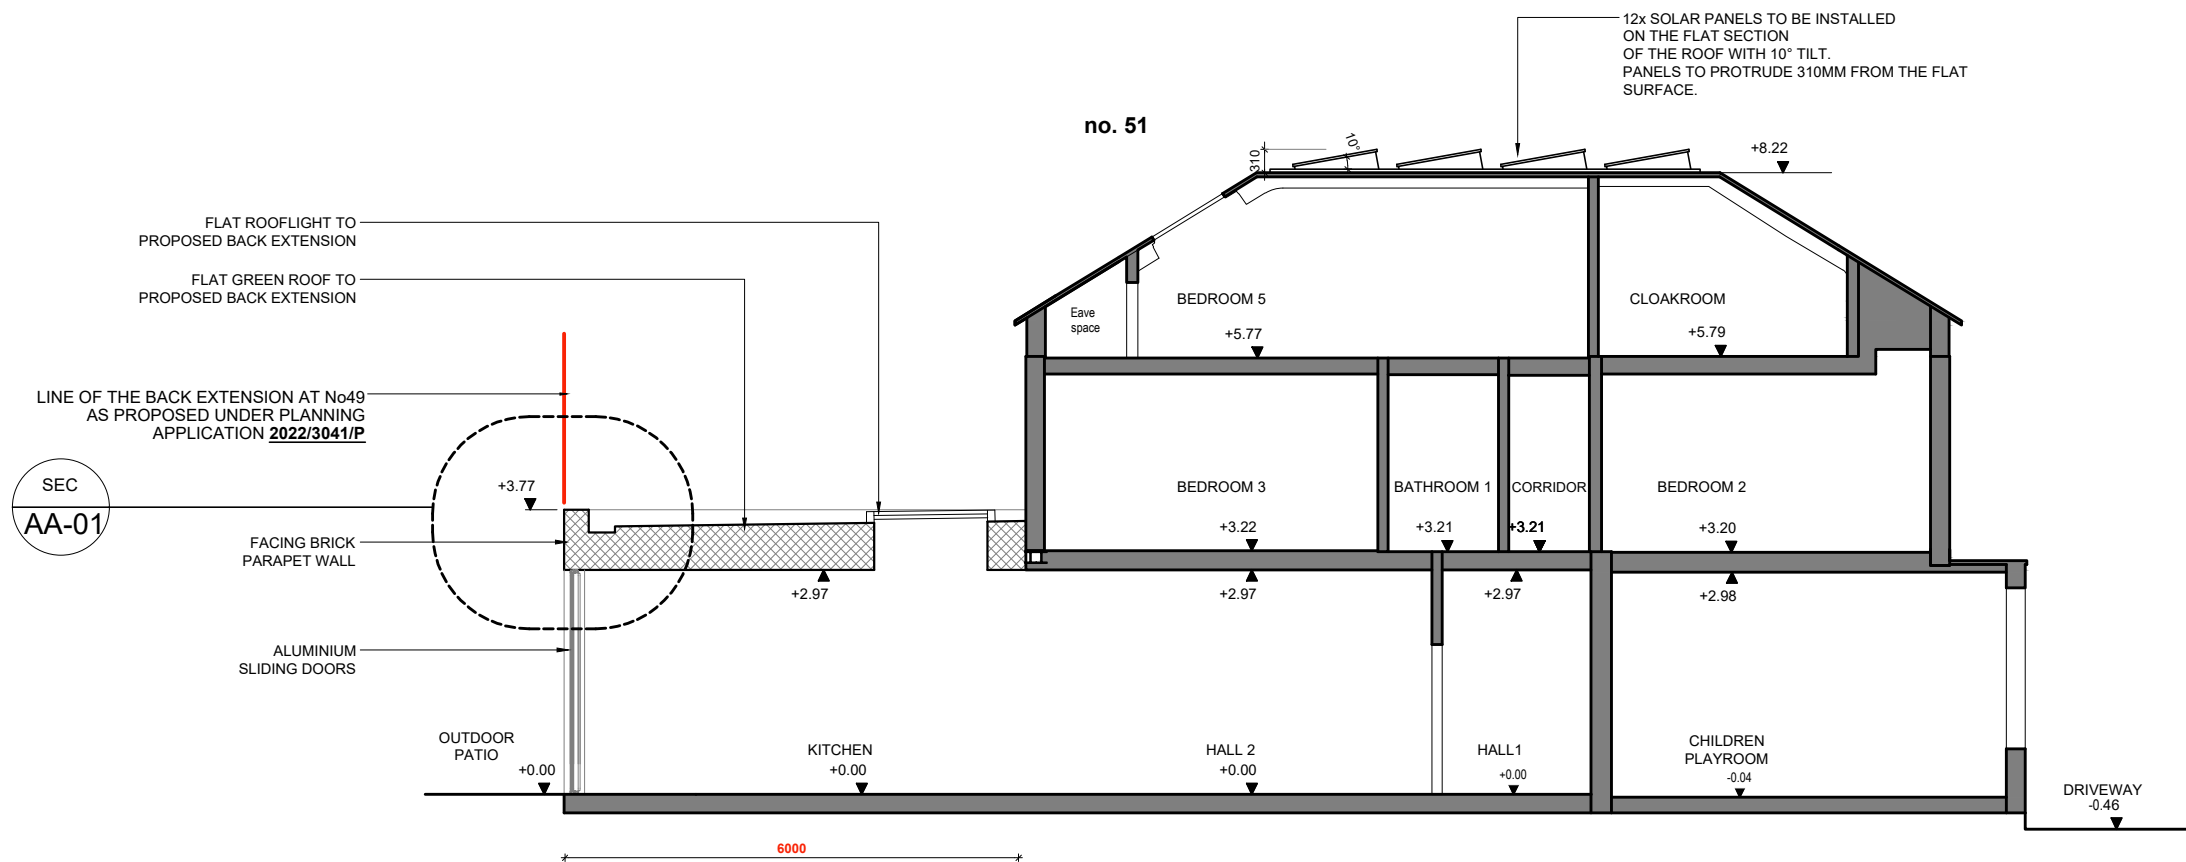 12x SOLAR PANELS TO BE INSTALLED
ON THE FLAT SECTION
OF THE ROOF WITH 10° TILT.
PANELS TO PROTRUDE 310MM FROM THE FLAT
SURFACE.
no. 51
310
10°
+8.22
FLAT ROOFLIGHT TO
PROPOSED BACK EXTENSION
FLAT GREEN ROOF TO
PROPOSED BACK EXTENSION
LINE OF THE BACK EXTENSION AT No49
AS PROPOSED UNDER PLANNING
APPLICATION 2022/3041/P
SEC
AA-01
FACING BRICK
PARAPET WALL
ALUMINIUM
SLIDING DOORS
Eave
space
BEDROOM 5
+5.77
CLOAKROOM
+5.79
+3.77
BEDROOM 3
+3.22
BATHROOM 1
+3.21
CORRIDOR
+3.21
BEDROOM 2
+3.20
+2.97
+2.97
+2.97
+2.98
OUTDOOR
PATIO
+0.00
KITCHEN
+0.00
HALL 2
+0.00
HALL1
+0.00
CHILDREN
PLAYROOM
-0.04
DRIVEWAY
-0.46
6000